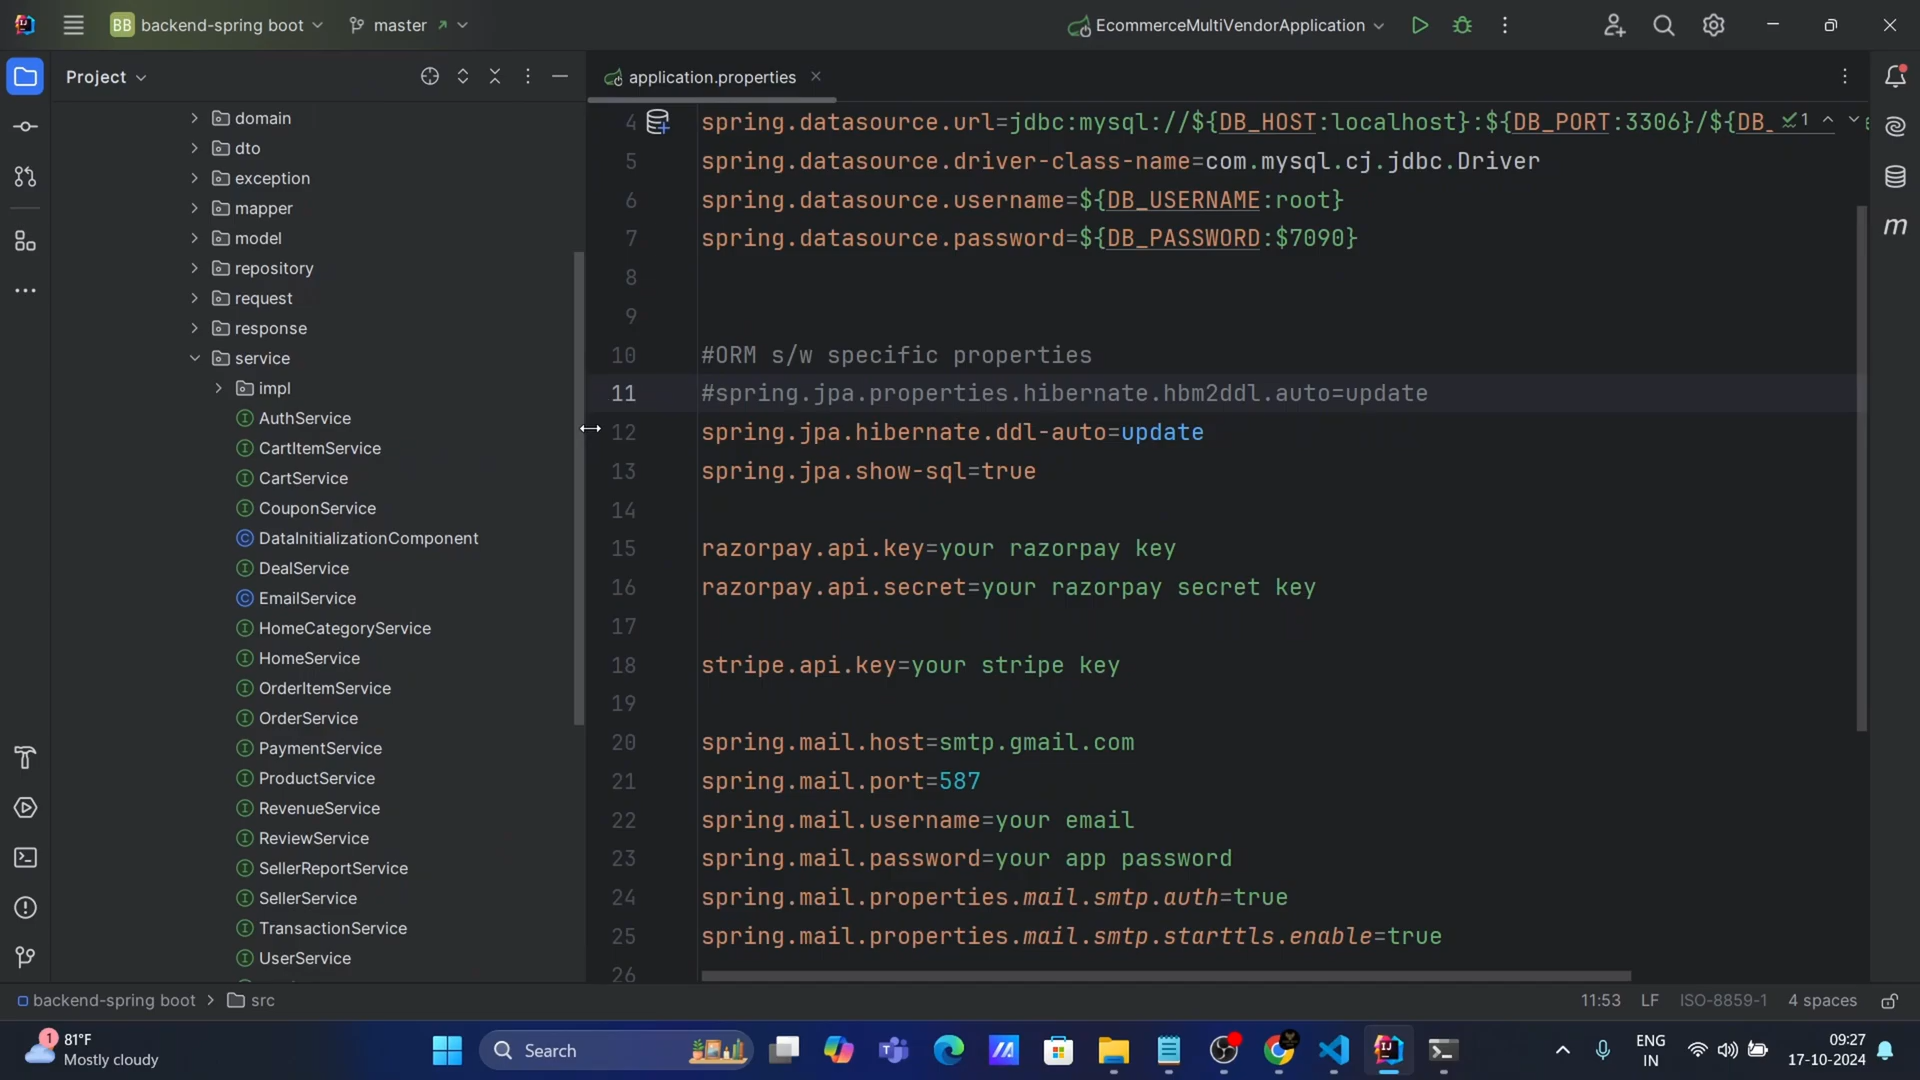 BB backend-spring boot
master
EcommerceMultiVendorApplication
Project
application.properties
domain
dto
exception
mapper
model
repository
request
response
service
impl
AuthService
CartItemService
CartService
CouponService
DataInitializationComponent
DealService
EmailService
HomeCategoryService
HomeService
OrderItemService
OrderService
PaymentService
ProductService
RevenueService
ReviewService
SellerReportService
SellerService
TransactionService
UserService
4 spring.datasource.url=jdbc:mysql://${DB_HOST:localhost}:${DB_PORT:3306}/${DB_ 1
5 spring.datasource.driver-class-name=com.mysql.cj.jdbc.Driver
6 spring.datasource.username=${DB_USERNAME:root}
7 spring.datasource.password=${DB_PASSWORD:$7090}
8
9
10 #ORM s/w specific properties
11 #spring.jpa.properties.hibernate.hbm2ddl.auto=update
12 spring.jpa.hibernate.ddl-auto=update
13 spring.jpa.show-sql=true
14
15 razorpay.api.key=your razorpay key
16 razorpay.api.secret=your razorpay secret key
17
18 stripe.api.key=your stripe key
19
20 spring.mail.host=smtp.gmail.com
21 spring.mail.port=587
22 spring.mail.username=your email
23 spring.mail.password=your app password
24 spring.mail.properties.mail.smtp.auth=true
25 spring.mail.properties.mail.smtp.starttls.enable=true
26
backend-spring boot > src
11:53 LF ISO-8859-1 4 spaces
1
81°F
Mostly cloudy
Search
ENG
IN
09:27
17-10-2024